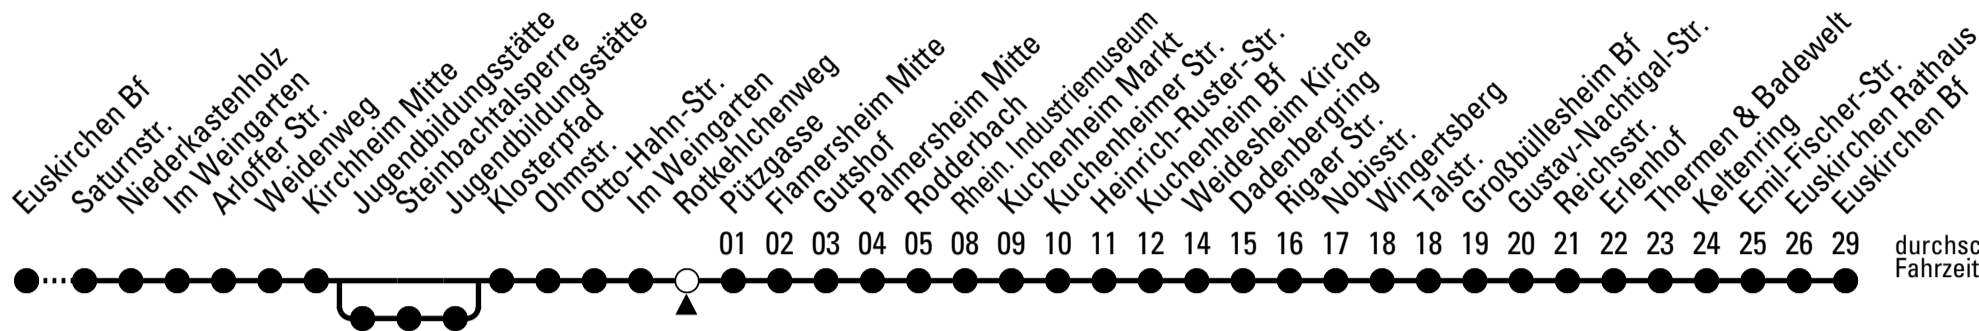 Euskirchen Bf
Saturnstr.
Niederkastenholz
Im Weingarten
Arloffer Str.
Weidenweg
Kirchheim Mitte
Jugendbildungsstätte
Steinbachtalsperre
Jugendbildungsstätte
Klosterpfad
Ohmstr.
Otto-Hahn-Str.
Im Weingarten
Rotkehlchenweg
Pützgasse
Flamersheim Mitte
Gutshof
Palmersheim Mitte
Rodderbach
Rhein. Industriemuseum
Kuchenheim Markt
Kuchenheimer Str.
Heinrich-Ruster-Str.
Kuchenheim Bf
Weidesheim Kirche
Dadenbergring
Rigaer Str.
Nobisstr.
Wingertsberg
Talstr.
Großbüllesheim Bf
Gustav-Nachtigal-Str.
Reichsstr.
Erlenhof
Thermen & Badewelt
Keltenring
Emil-Fischer-Str.
Euskirchen Rathaus
Euskirchen Bf
01 02 03 04 05 08 09 10 11 12 14 15 16 17 18 18 19 20 21 22 23 24 25 26 29
durchsc
Fahrzeit